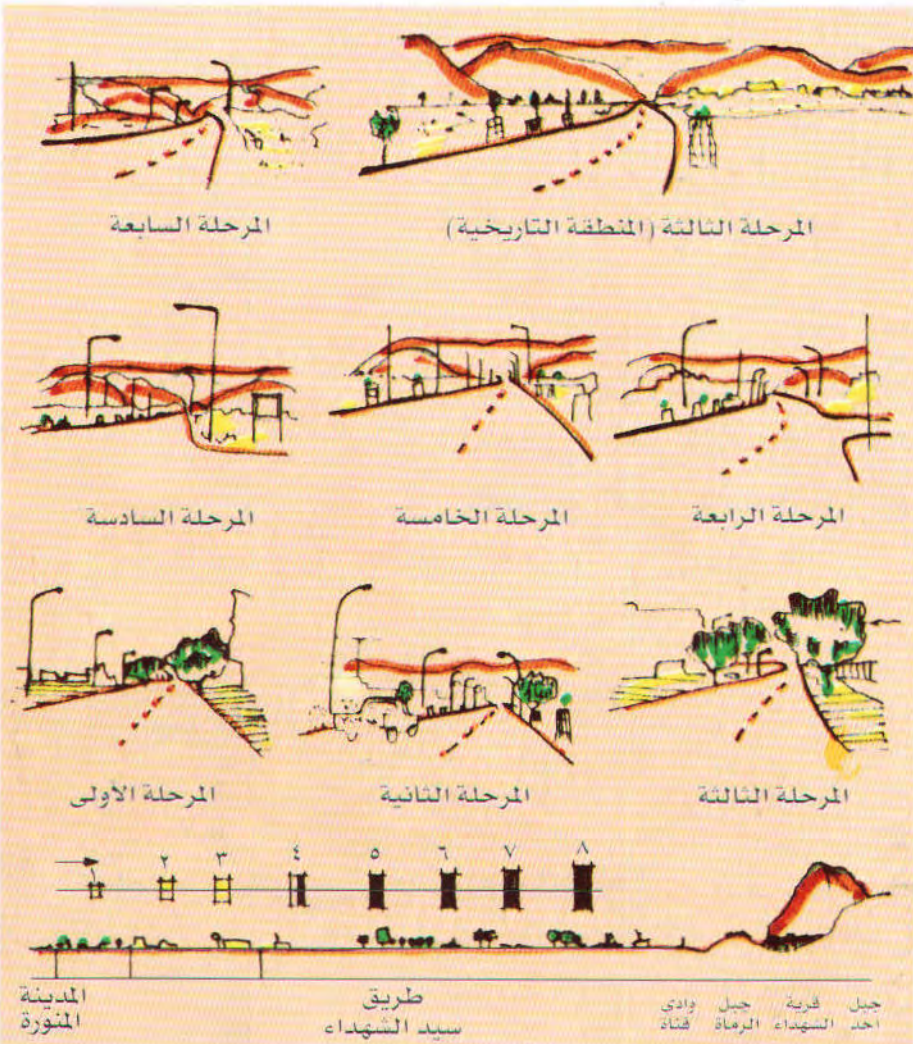 المرحلة الثالثة (المنطقة التاريخية)
المرحلة السابعة
المرحلة الرابعة
المرحلة الخامسة
المرحلة السادسة
المرحلة الثالثة
المرحلة الثانية
المرحلة الأولى
١ ٢ ٣ ٤ ٥ ٦ ٧ ٨
جبل احد
قرية الشهداء
جبل الرماة
وادي قناة
طريق
سيد الشهداء
المدينة
المنورة